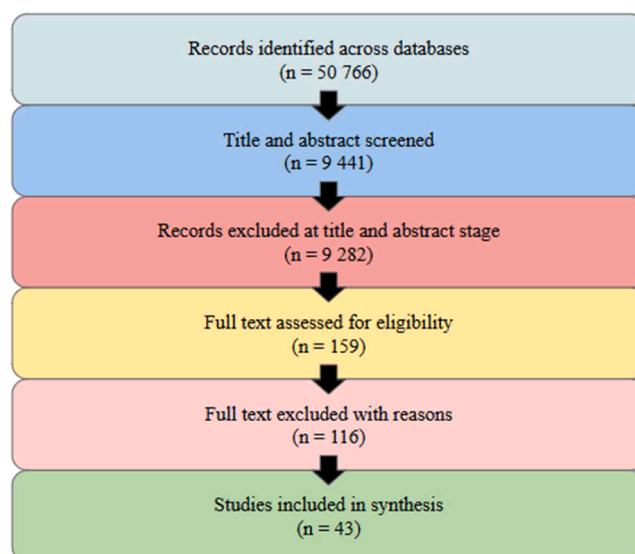 Records identified across databases
(n = 50 766)
Title and abstract screened
(n = 9 441)
Records excluded at title and abstract stage
(n = 9 282)
Full text assessed for eligibility
(n = 159)
Full text excluded with reasons
(n = 116)
Studies included in synthesis
(n = 43)